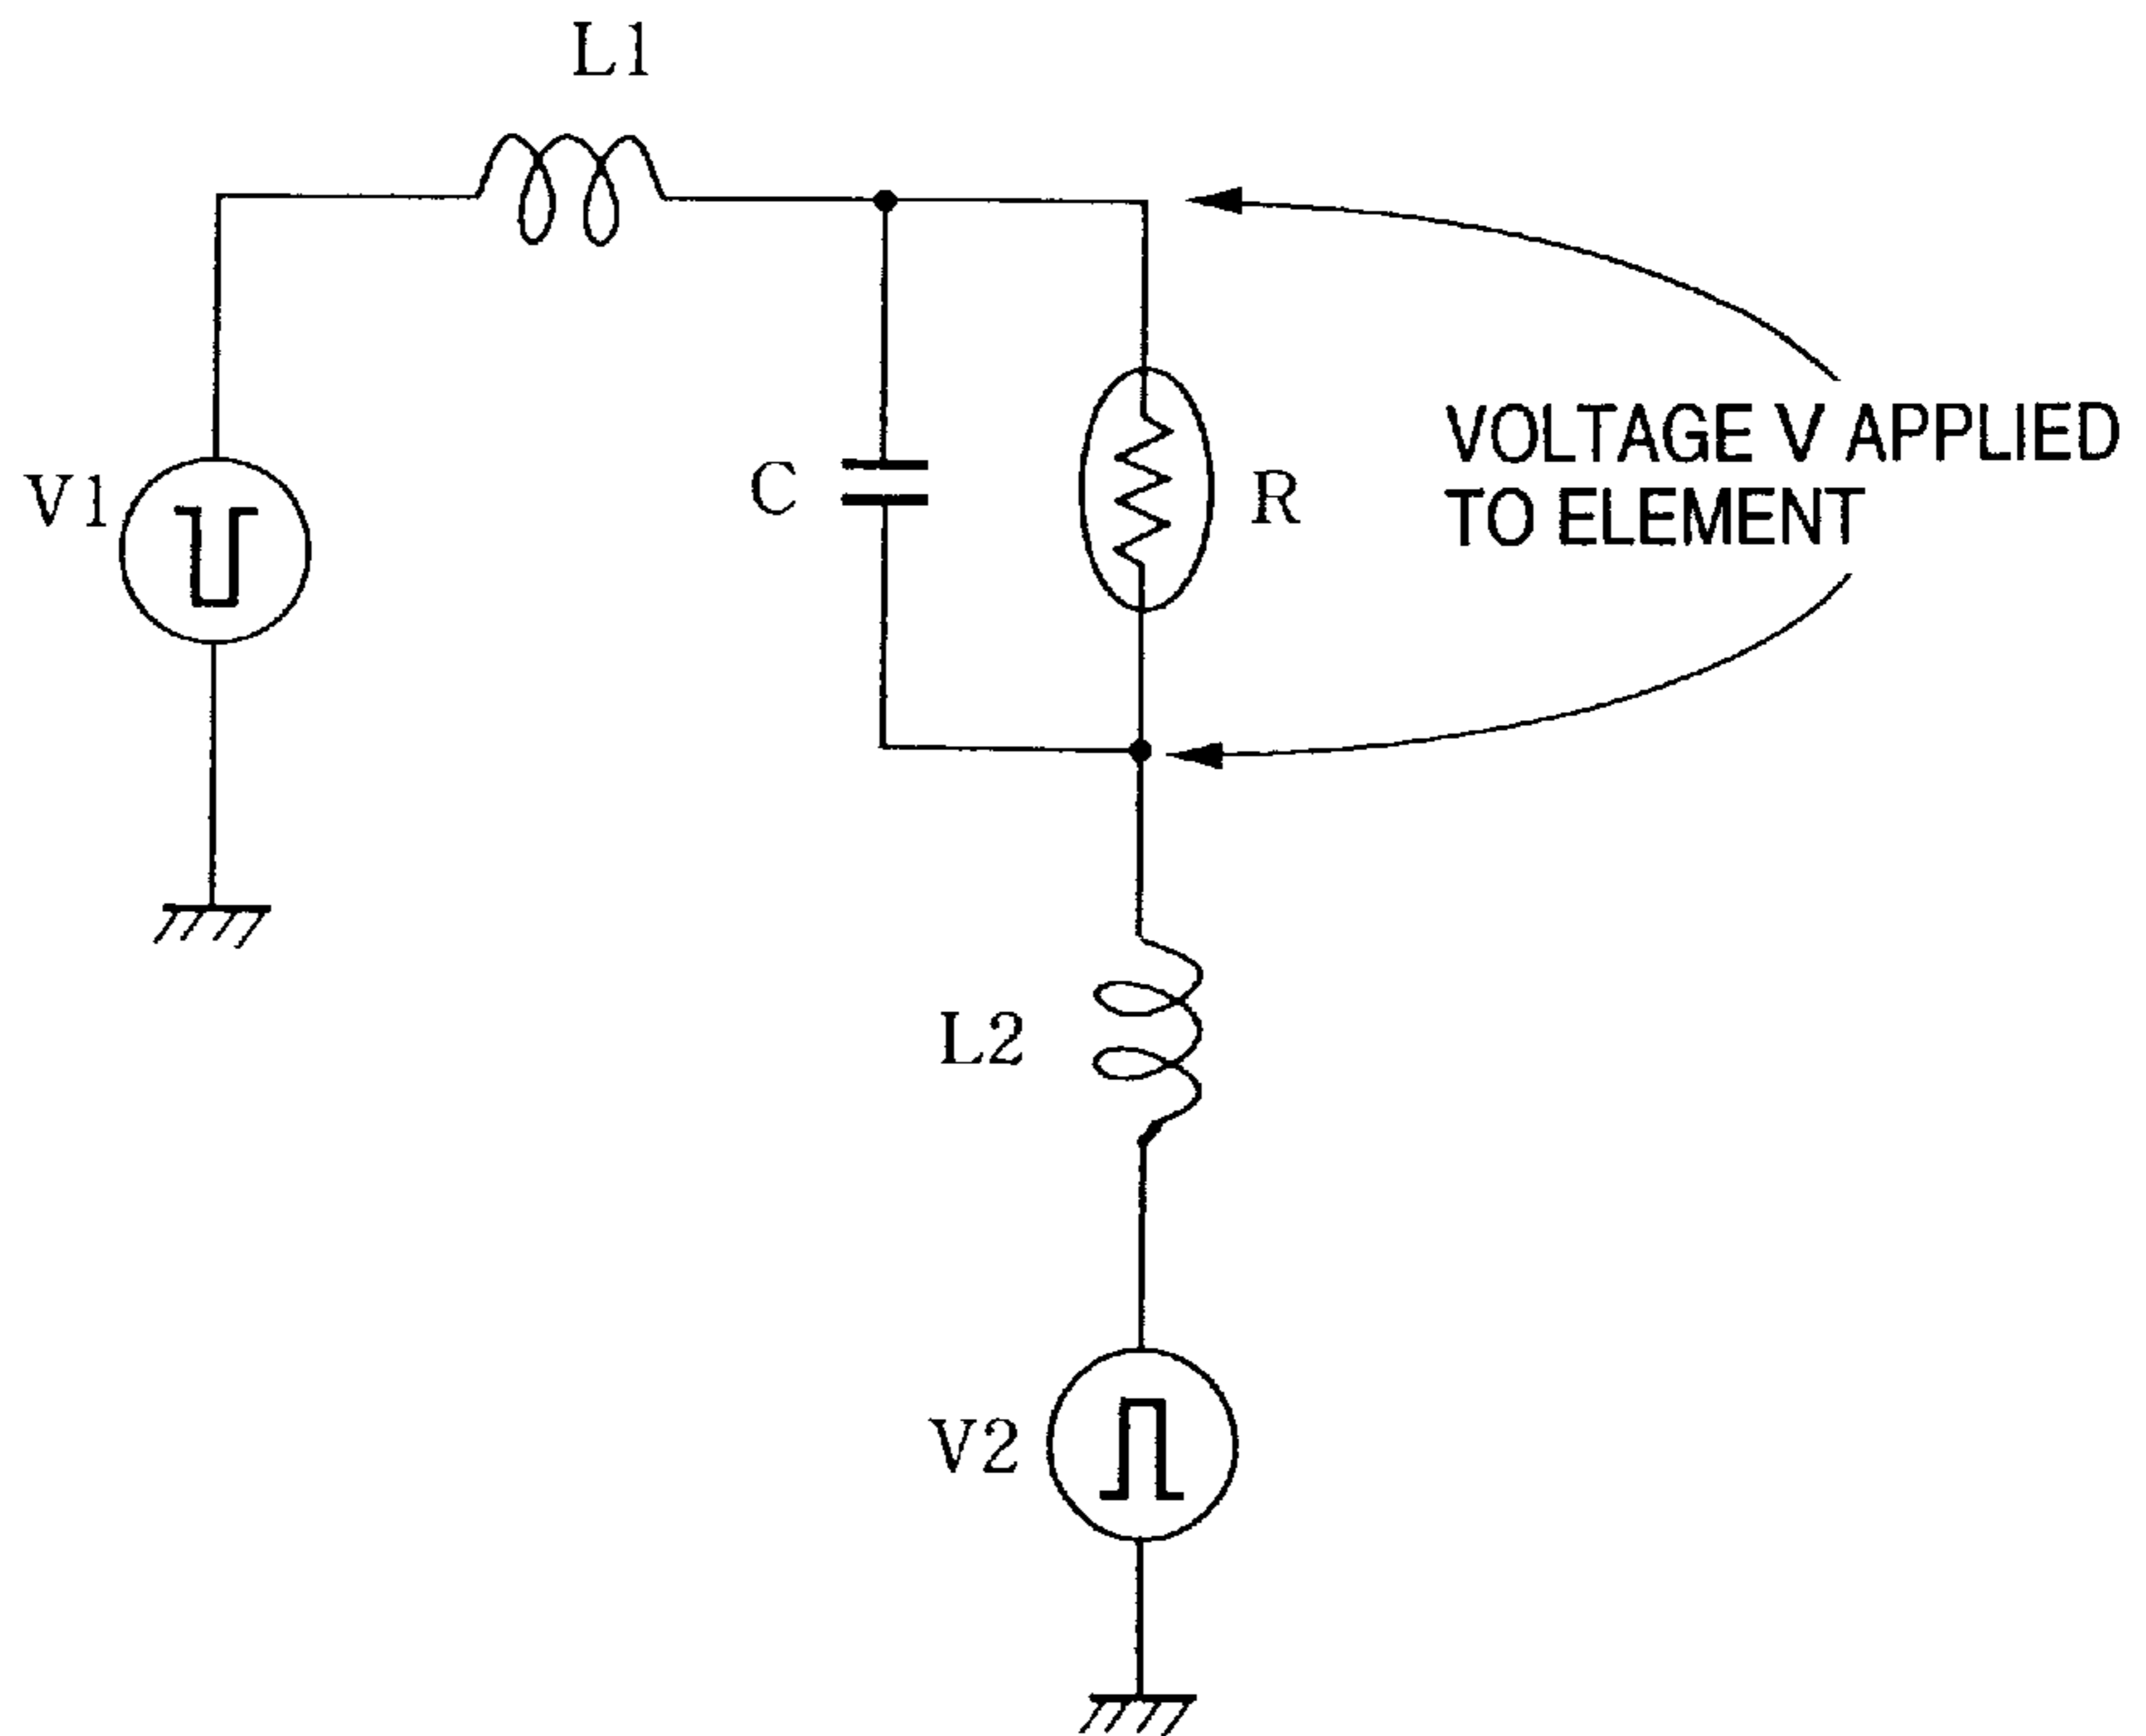 L1
V1
C
R
VOLTAGE V APPLIED
TO ELEMENT
L2
V2